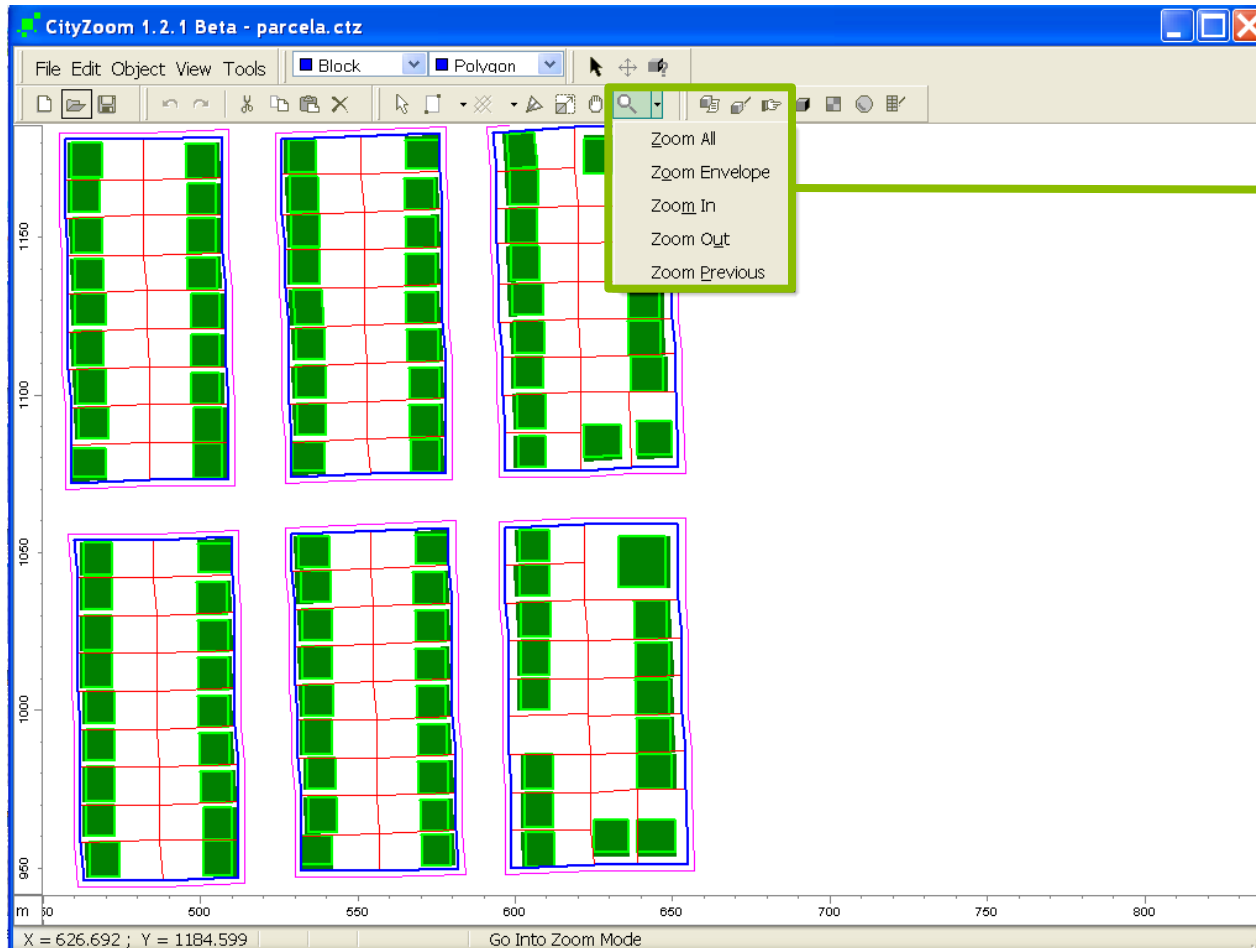 CityZoom 1.2.1 Beta - parcela.ctz
File Edit Object View Tools Block Polygon
Zoom All
Zoom Envelope
Zoom In
Zoom Out
Zoom Previous
1150
1100
1050
1000
950
m 50 500 550 600 650 700 750 800
X = 626.692 ; Y = 1184.599 Go Into Zoom Mode